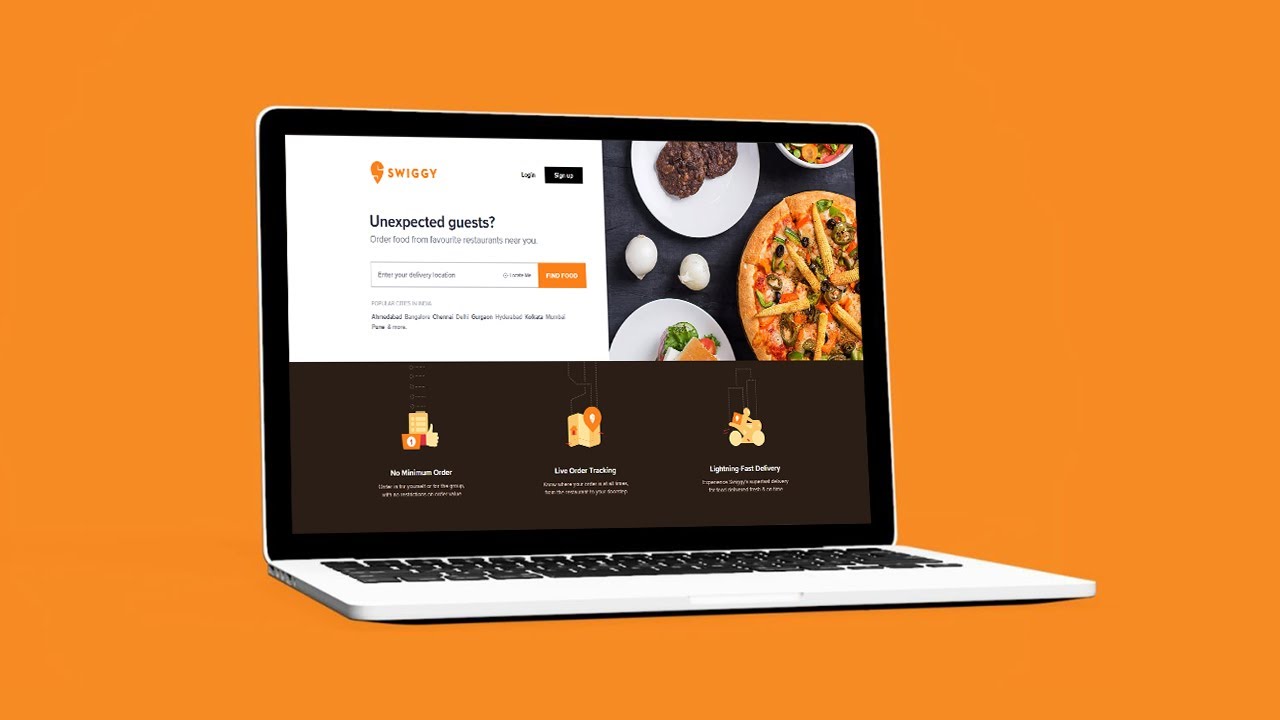 SWIGGY
Login
Sign up
Unexpected guests?
Order food from favourite restaurants near you.
Enter your delivery location
Locate Me
FIND FOOD
POPULAR CITIES IN INDIA
Ahmedabad Bangalore Chennai Delhi Gurgaon Hyderabad Kolkata Mumbai
Pune & more.
1
No Minimum Order
Order in for yourself or for the group,
with no restrictions on order value
Live Order Tracking
Know where your order is at all times,
from the restaurant to your doorstep
Lightning-Fast Delivery
Experience Swiggy's superfast delivery
for food delivered fresh & on time